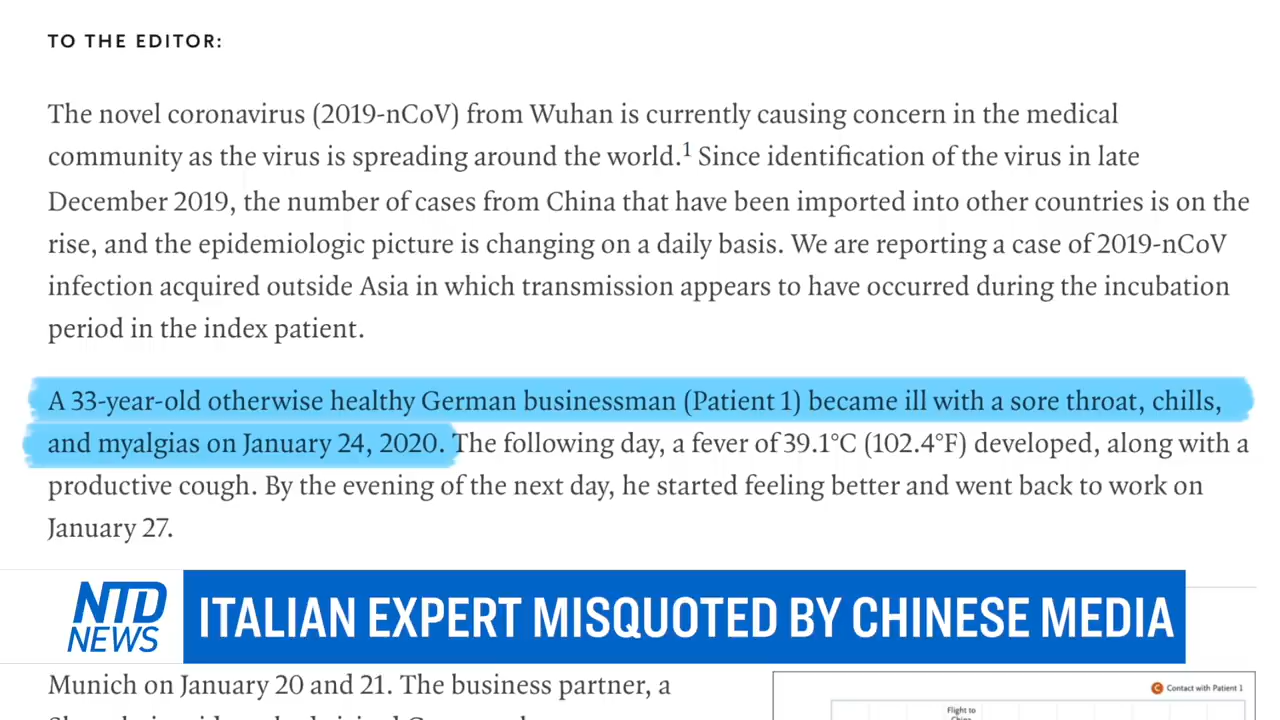 TO THE EDITOR:
The novel coronavirus (2019-nCoV) from Wuhan is currently causing concern in the medical
community as the virus is spreading around the world.1 Since identification of the virus in late
December 2019, the number of cases from China that have been imported into other countries is on the
rise, and the epidemiologic picture is changing on a daily basis. We are reporting a case of 2019-nCoV
infection acquired outside Asia in which transmission appears to have occurred during the incubation
period in the index patient.
A 33-year-old otherwise healthy German businessman (Patient 1) became ill with a sore throat, chills,
and myalgias on January 24, 2020. The following day, a fever of 39.1°C (102.4°F) developed, along with a
productive cough. By the evening of the next day, he started feeling better and went back to work on
January 27.
NTD
NEWS
ITALIAN EXPERT MISQUOTED BY CHINESE MEDIA
Munich on January 20 and 21. The business partner, a
C Contact with Patient 1
Flight to